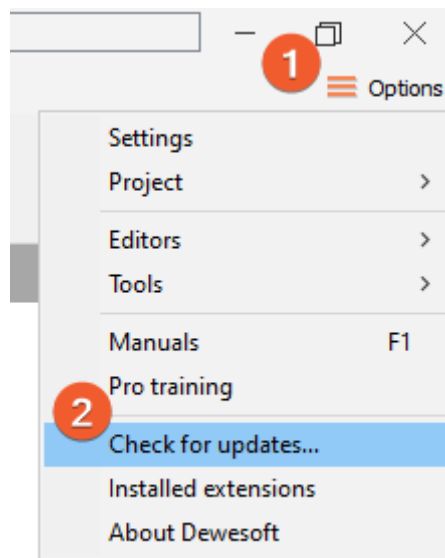 1
Options
Settings
Project
Editors
Tools
Manuals F1
Pro training
2
Check for updates...
Installed extensions
About Dewesoft